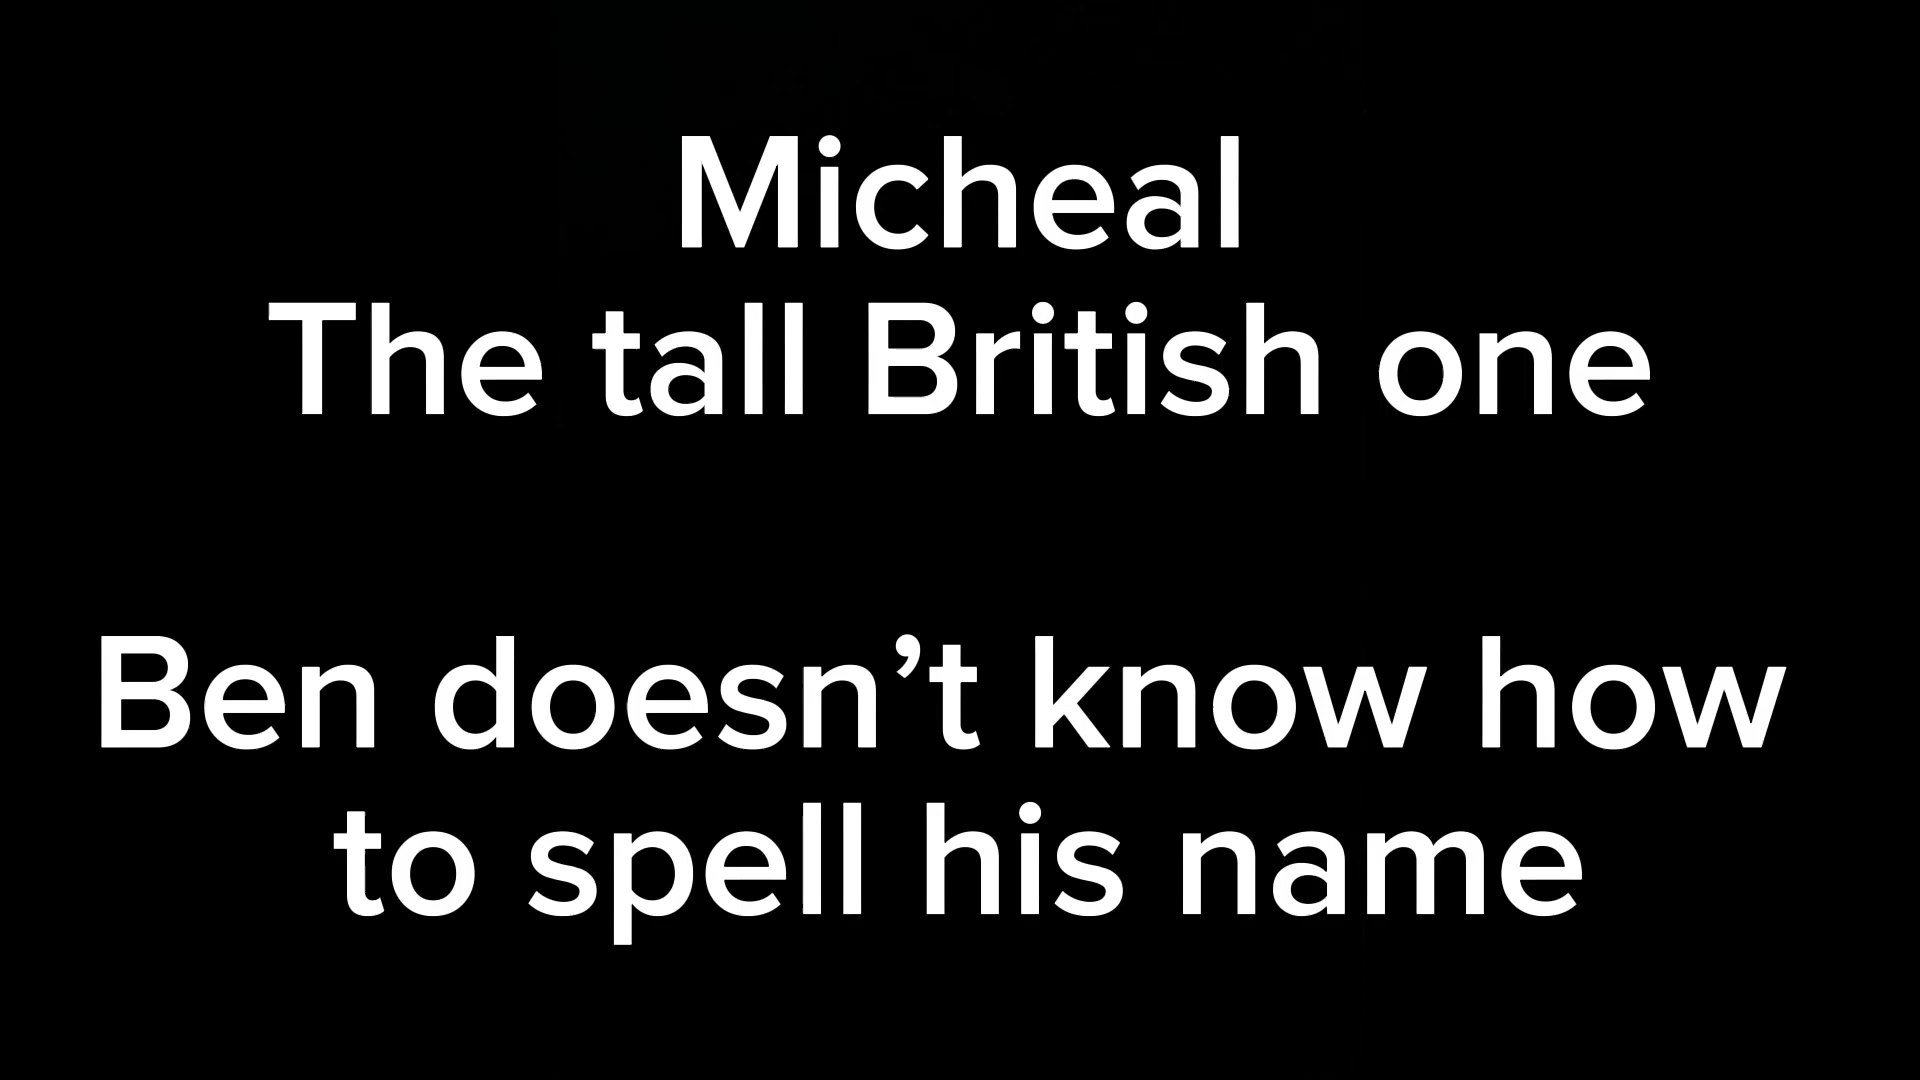 Micheal
The tall British one
Ben doesn’t know how
to spell his name